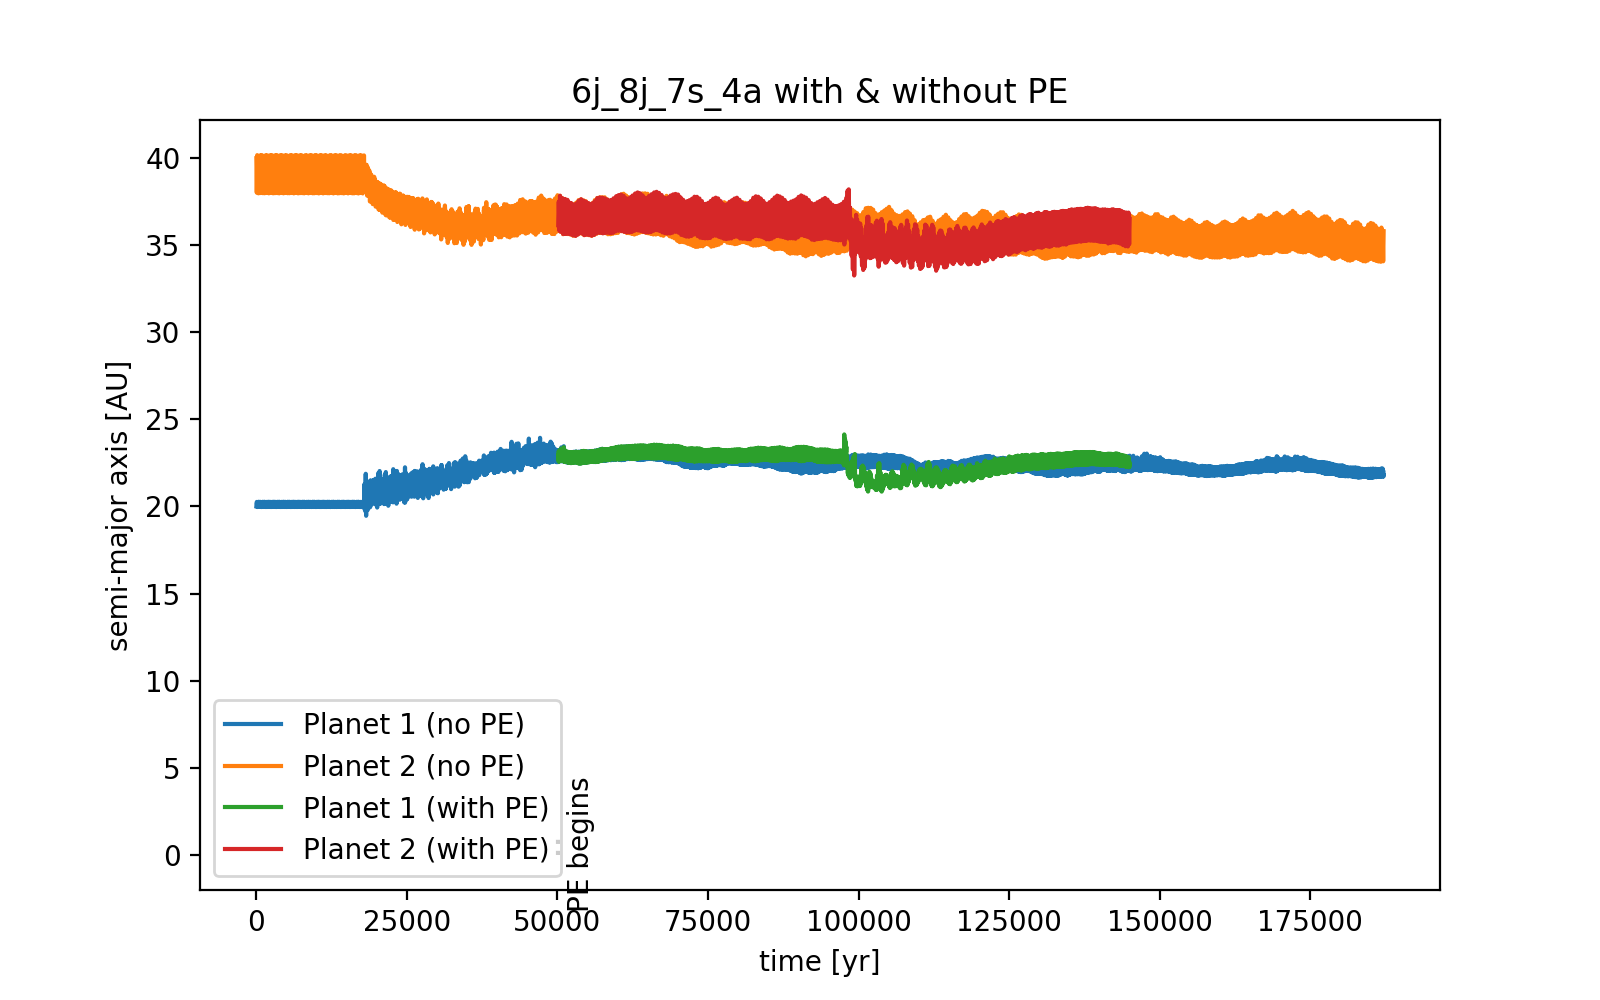 6j_8j_7s_4a with & without PE
semi-major axis [AU]
40
35
30
25
20
15
10
5
0
Planet 1 (no PE)
Planet 2 (no PE)
Planet 1 (with PE)
Planet 2 (with PE)
PE begins
0 25000 50000 75000 100000 125000 150000 175000
time [yr]